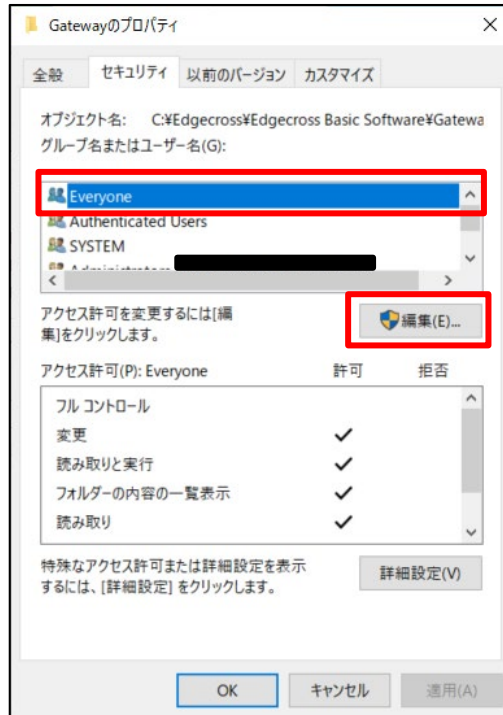 Gatewayのプロパティ
全般 セキュリティ 以前のバージョン カスタマイズ
オブジェクト名: C:¥Edgecross¥Edgecross Basic Software¥Gatewa
グループ名またはユーザー名(G):
Everyone
Authenticated Users
SYSTEM
アクセス許可を変更するには[編
集]をクリックします。
編集(E)...
アクセス許可(P): Everyone 許可 拒否
フル コントロール
変更
読み取りと実行
フォルダーの内容の一覧表示
読み取り
特殊なアクセス許可または詳細設定を表示
するには、[詳細設定] をクリックします。
詳細設定(V)
OK キャンセル 適用(A)